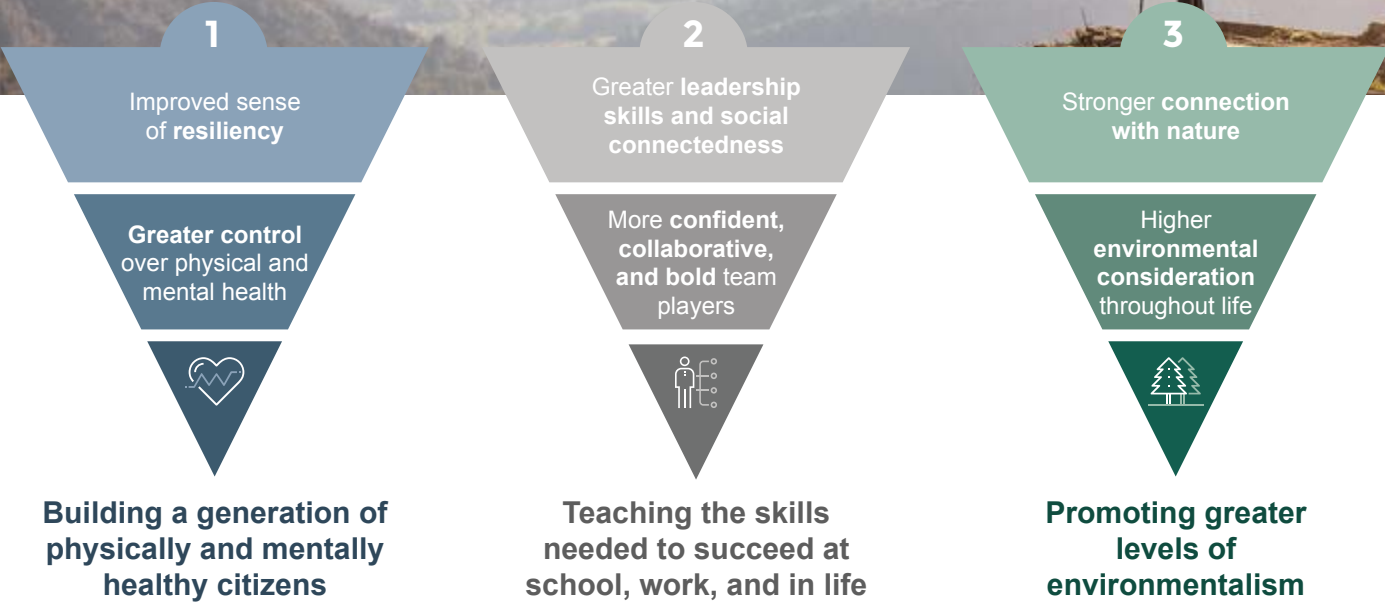 1
Improved sense
of resiliency
Greater control
over physical and
mental health
Building a generation of
physically and mentally
healthy citizens
2
Greater leadership
skills and social
connectedness
More confident,
collaborative,
and bold team
players
Teaching the skills
needed to succeed at
school, work, and in life
3
Stronger connection
with nature
Higher
environmental
consideration
throughout life
Promoting greater
levels of
environmentalism